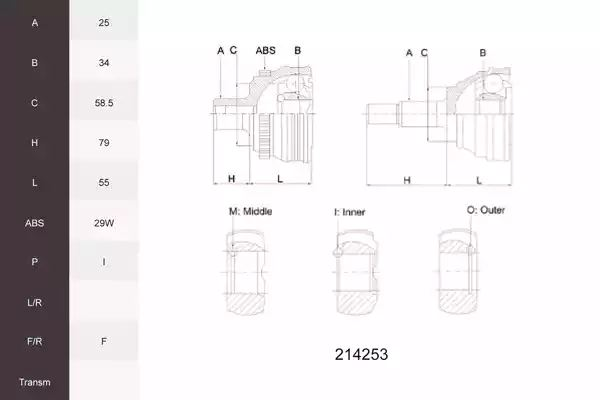 A 25
B 34
C 58.5
H 79
L 55
ABS 29W
P I
L/R
F/R F
Transm
A C ABS B
H L
A C B
H L
M: Middle
I: Inner
O: Outer
214253